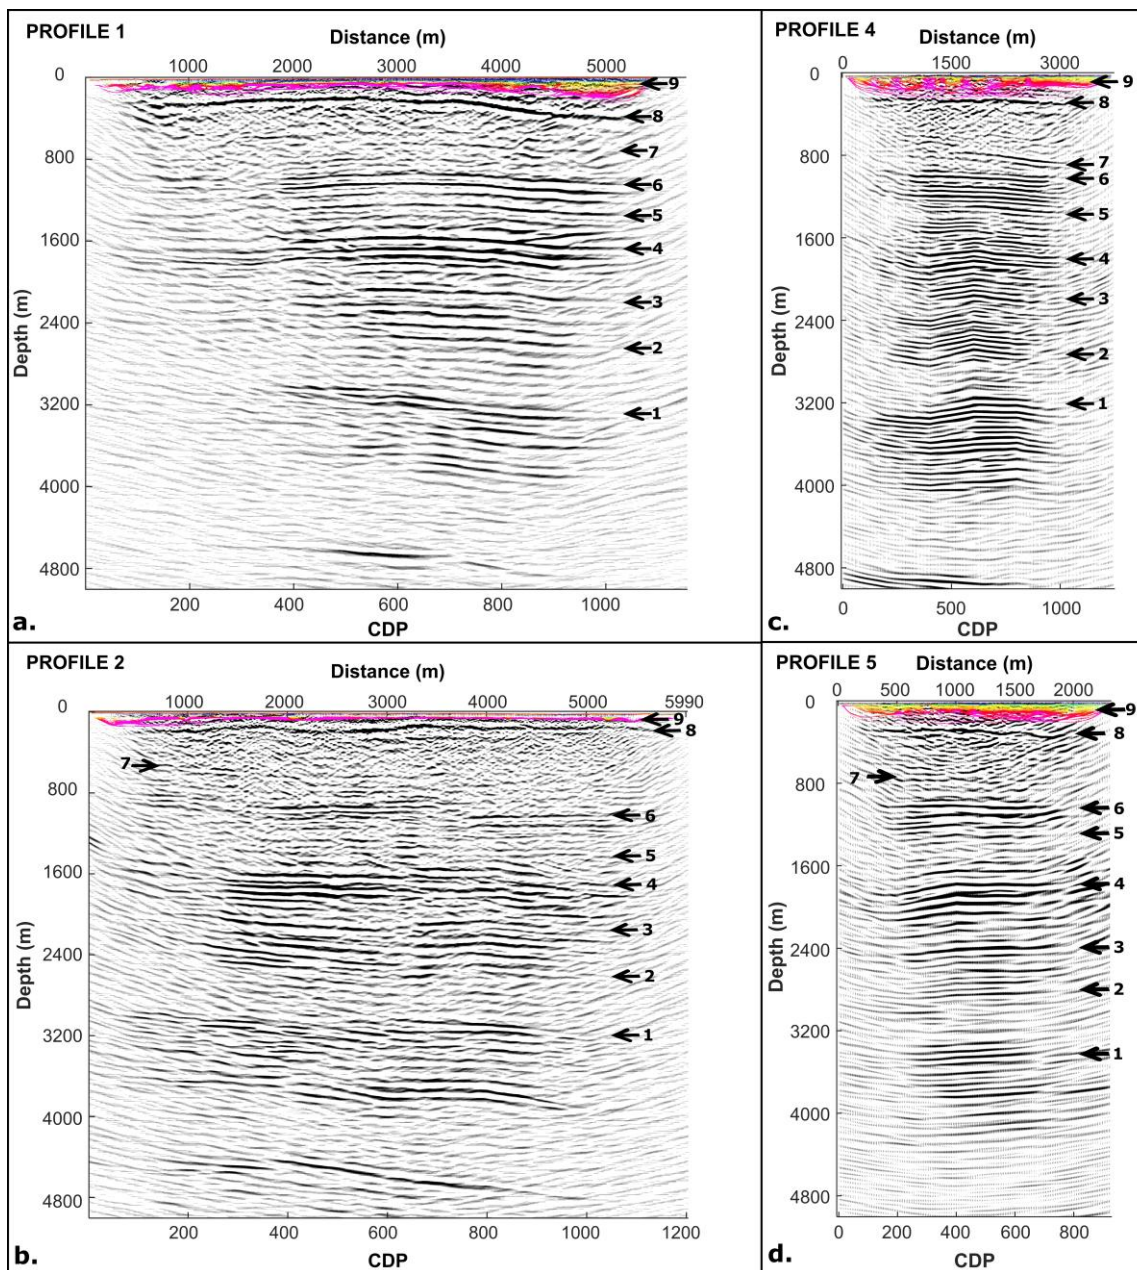 PROFILE 1
Distance (m)
1000 2000 3000 4000 5000
0
800
1600
2400
3200
4000
4800
Depth (m)
9
8
7
6
5
4
3
2
1
200 400 600 800 1000
CDP
a.
PROFILE 4
Distance (m)
0 1500 3000
0
800
1600
2400
3200
4000
4800
Depth (m)
9
8
7
6
5
4
3
2
1
0 500 1000
CDP
c.
PROFILE 2
Distance (m)
1000 2000 3000 4000 5000 5990
0
800
1600
2400
3200
4000
4800
Depth (m)
9
8
7
6
5
4
3
2
1
200 400 600 800 1000 1200
CDP
b.
PROFILE 5 Distance (m)
0 500 1000 1500 2000
0
800
1600
2400
3200
4000
4800
Depth (m)
9
8
7
6
5
4
3
2
1
0 200 400 600 800
CDP
d.